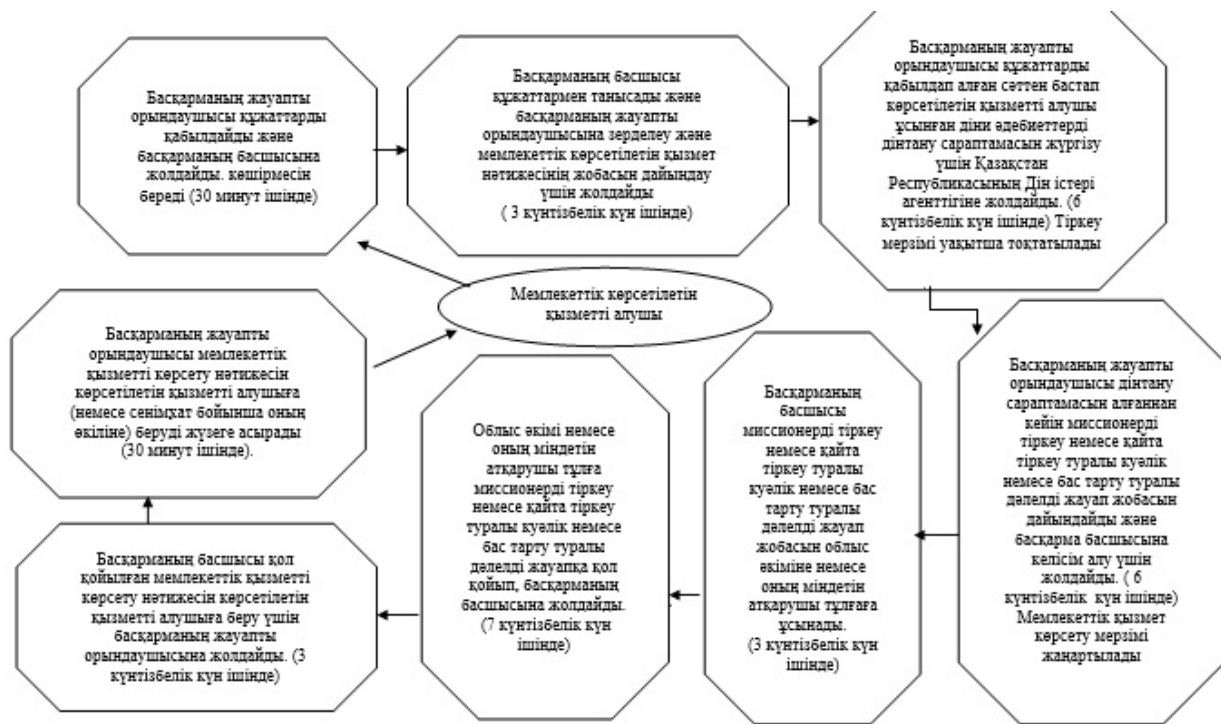 Басқарманың жауапты
орындаушысы құжаттарды
қабылдайды және
басқарманың басшысына
жолдайды. көшірмесін
береді (30 минут ішінде)
Басқарманың басшысы
құжаттармен танысады және
басқарманың жауапты
орындаушысына зерделеу және
мемлекеттік көрсетілетін қызмет
нәтижесінің жобасын дайындау
үшін жолдайды
( 3 күнтізбелік күн ішінде)
Басқарманың жауапты
орындаушысы құжаттарды
қабылдап алған сәттен бастап
көрсетілетін қызметті алушы
ұсынған діни әдебиеттерді
дінтану сараптамасын жүргізу
үшін Қазақстан
Республикасының Дін істері
агенттігіне жолдайды. (6
күнтізбелік күн ішінде) Тіркеу
мерзімі уақытша тоқтатылады
Мемлекеттік көрсетілетін
қызметті алушы
Басқарманың жауапты
орындаушысы дінтану
сараптамасын алғаннан
кейін миссионерді
тіркеу немесе қайта
тіркеу туралы куәлік
немесе бас тарту туралы
дәлелді жауап жобасын
дайындайды және
басқарма басшысына
келісім алу үшін
жолдайды. ( 6
күнтізбелік күн ішінде)
Мемлекеттік қызмет
көрсету мерзімі
жаңартылады
Басқарманың
басшысы
миссионерді тіркеу
немесе қайта
тіркеу туралы
куәлік немесе бас
тарту туралы
дәлелді жауап
жобасын облыс
әкіміне немесе
оның міндетін
атқарушы тұлғаға
ұсынады.
(3 күнтізбелік күн
ішінде)
Облыс әкімі немесе
оның міндетін
атқарушы тұлға
миссионерді тіркеу
немесе қайта тіркеу
туралы куәлік немесе
бас тарту туралы
дәлелді жауапқа қол
қойып, басқарманың
басшысына жолдайды.
(7 күнтізбелік күн
ішінде)
Басқарманың басшысы қол
қойылған мемлекеттік қызметті
көрсету нәтижесін көрсетілетін
қызметті алушыға беру үшін
басқарманың жауапты
орындаушысына жолдайды. (3
күнтізбелік күн ішінде)
Басқарманың жауапты
орындаушысы мемлекеттік
қызметті көрсету нәтижесін
көрсетілетін қызметті алушыға
(немесе сенімхат бойынша оның
өкіліне) беруді жүзеге асырады
(30 минут ішінде).